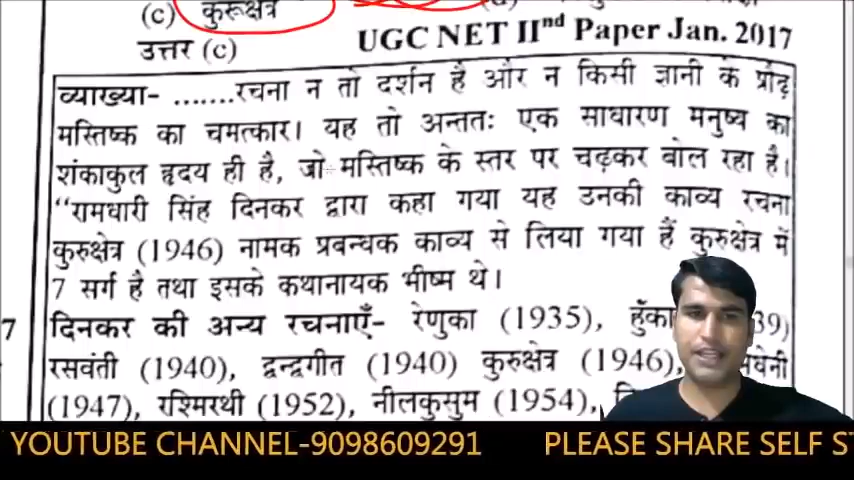 (c) कुरूक्षेत्र
उत्तर (c)
UGC NET IInd Paper Jan. 2017
व्याख्या- .......रचना न तो दर्शन है और न किसी ज्ञानी के प्रौढ़
मस्तिष्क का चमत्कार। यह तो अन्ततः एक साधारण मनुष्य का
शंकाकुल हृदय ही है, जो मस्तिष्क के स्तर पर चढ़कर बोल रहा है।
“रामधारी सिंह दिनकर द्वारा कहा गया यह उनकी काव्य रचना
कुरुक्षेत्र (1946) नामक प्रबन्धक काव्य से लिया गया हैं कुरुक्षेत्र में
7 सर्ग है तथा इसके कथानायक भीष्म थे।
7
दिनकर की अन्य रचनाएँ- रेणुका (1935), 39)
रसवंती (1940), द्वन्द्वगीत (1940) कुरुक्षेत्र (1946),
(1947), रश्मिरथी (1952), नीलकुसुम (1954),
YOUTUBE CHANNEL-9098609291 PLEASE SHARE SELF